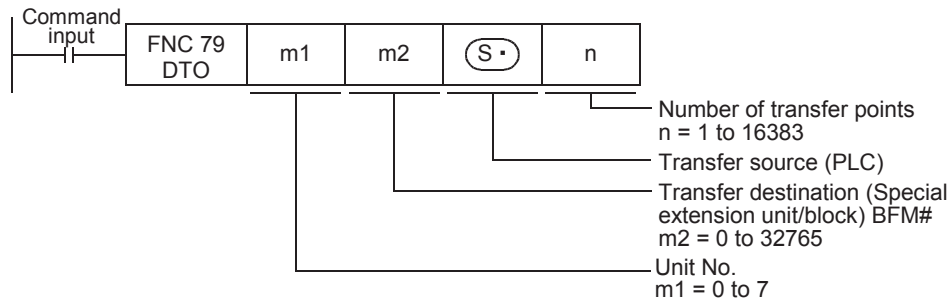 Command
input
FNC 79
DTO
m1
m2
S·
n
Number of transfer points
n = 1 to 16383
Transfer source (PLC)
Transfer destination (Special
extension unit/block) BFM#
m2 = 0 to 32765
Unit No.
m1 = 0 to 7